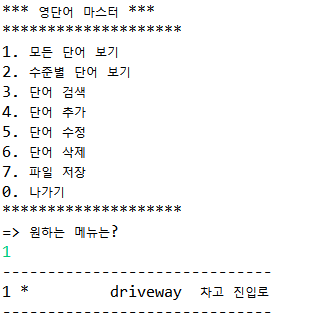 *** 영단어 마스터 ***
********************
1. 모든 단어 보기
2. 수준별 단어 보기
3. 단어 검색
4. 단어 추가
5. 단어 수정
6. 단어 삭제
7. 파일 저장
0. 나가기
********************
=> 원하는 메뉴는?
1
------------------------------
1 *         driveway  차고 진입로
------------------------------